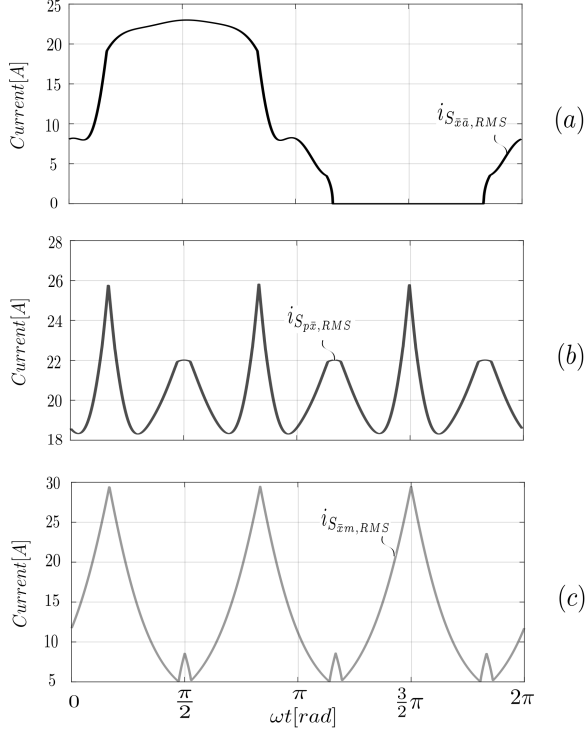 25
20
15
10
5
0
Current[A]
i_{S_{x̄ā,RMS}}
(a)
28
26
24
22
20
18
Current[A]
i_{S_{px̄,RMS}}
(b)
30
25
20
15
10
5
Current[A]
i_{S_{x̄m,RMS}}
(c)
0 π/2 π 3/2π 2π
ωt[rad]